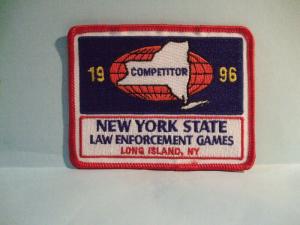 COMPETITOR
19 96
NEW YORK STATE
LAW ENFORCEMENT GAMES
LONG ISLAND, NY